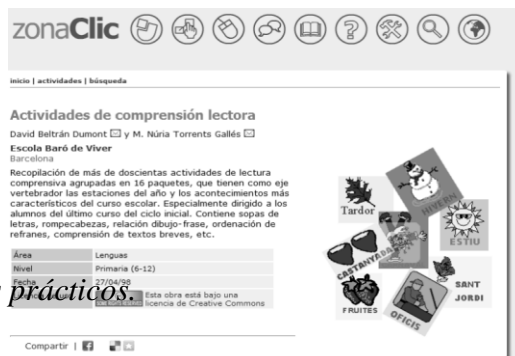 zonaClic
inicio | actividades | búsqueda
Actividades de comprensión lectora
David Beltrán Dumont y M. Núria Torrents Gallés
Escola Baró de Viver
Barcelona
Recopilación de más de doscientas actividades de lectura
comprensiva agrupadas en 16 paquetes, que tienen como eje
vertebrador las estaciones del año y los acontecimientos más
característicos del curso escolar. Especialmente dirigido a los
alumnos del último curso del ciclo inicial. Contiene sopas de
letras, rompecabezas, relación dibujo-frase, ordenación de
refranes, comprensión de textos breves, etc.
Área Lenguas
Nivel Primaria (6-12)
Fecha 27/04/98
prácticos.
Esta obra está bajo una
licencia de Creative Commons
Compartir |
Tardor
HIVERN
ESTIU
CASTANYADA
SANT
JORDI
FRUITES
OFICIS